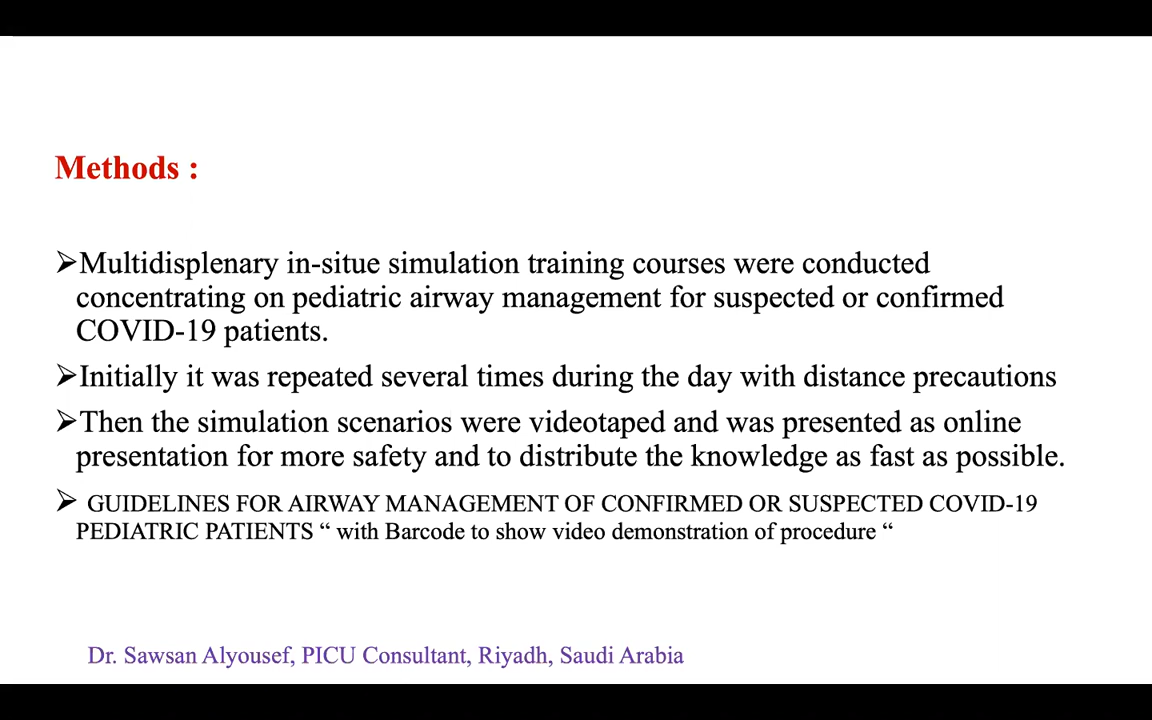 Methods :
➢Multidisplenary in-situe simulation training courses were conducted
concentrating on pediatric airway management for suspected or confirmed
COVID-19 patients.
➢Initially it was repeated several times during the day with distance precautions
➢Then the simulation scenarios were videotaped and was presented as online
presentation for more safety and to distribute the knowledge as fast as possible.
➢ GUIDELINES FOR AIRWAY MANAGEMENT OF CONFIRMED OR SUSPECTED COVID-19
PEDIATRIC PATIENTS “ with Barcode to show video demonstration of procedure “
Dr. Sawsan Alyousef, PICU Consultant, Riyadh, Saudi Arabia